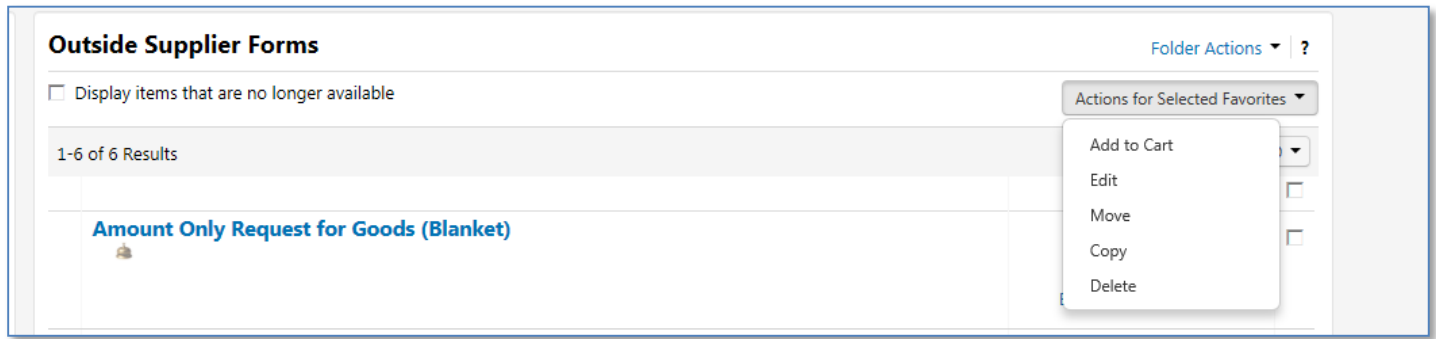 Outside Supplier Forms
Folder Actions ?
Display items that are no longer available
Actions for Selected Favorites
1-6 of 6 Results
Add to Cart
Edit
Move
Amount Only Request for Goods (Blanket)
Copy
Delete